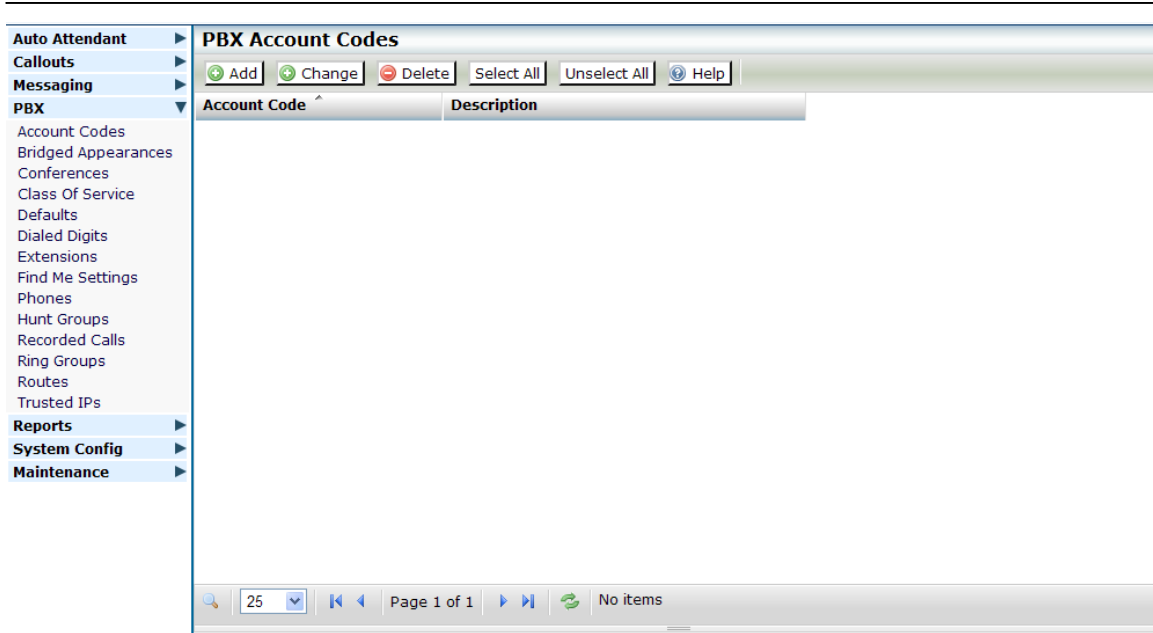 Auto Attendant
Callouts
Messaging
PBX
Account Codes
Bridged Appearances
Conferences
Class Of Service
Defaults
Dialed Digits
Extensions
Find Me Settings
Phones
Hunt Groups
Recorded Calls
Ring Groups
Routes
Trusted IPs
Reports
System Config
Maintenance
PBX Account Codes
Add Change Delete Select All Unselect All Help
Account Code Description
25 Page 1 of 1 No items